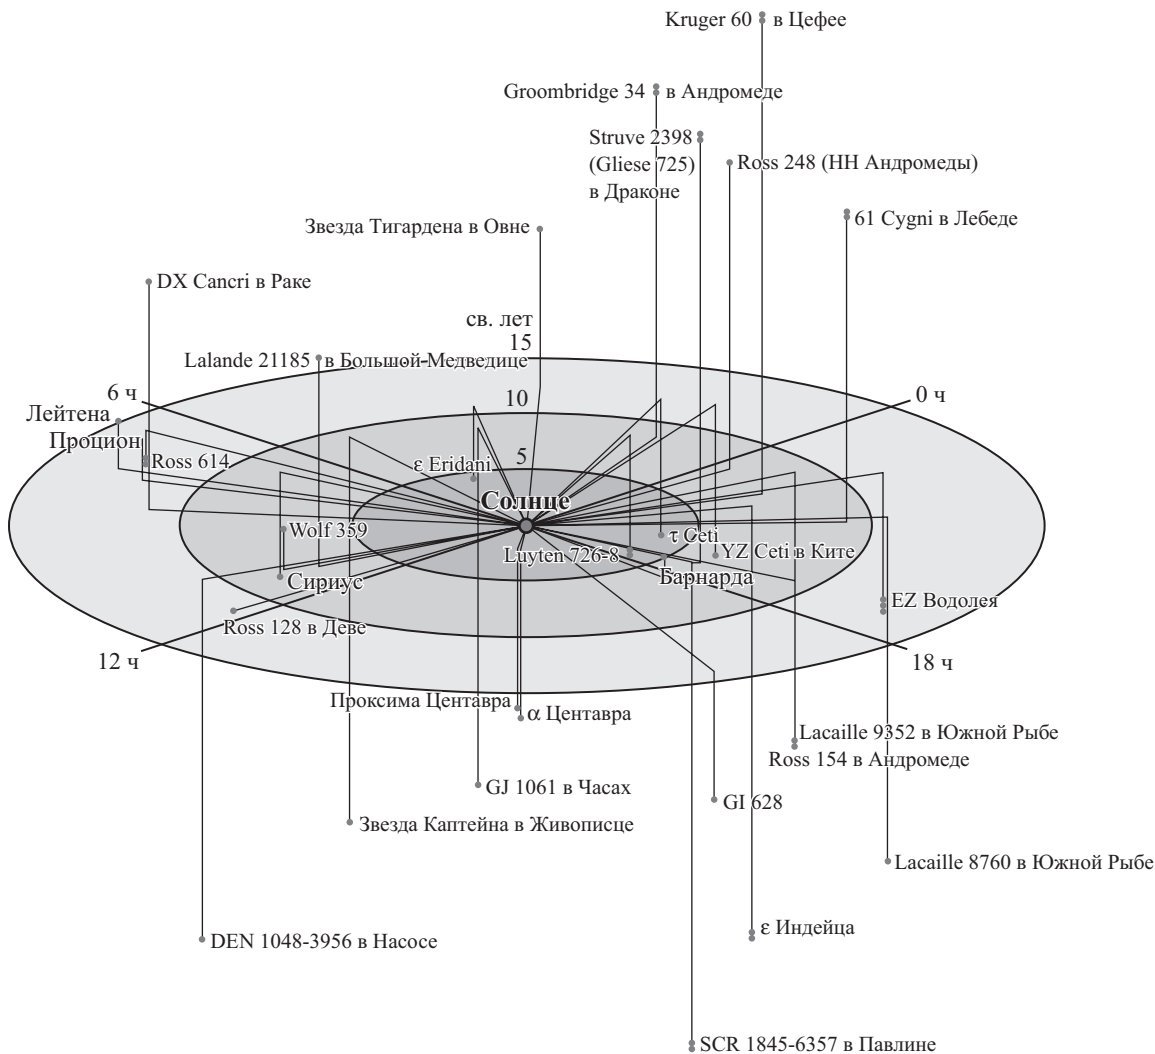 Kruger 60 в Цефее
Groombridge 34 в Андромеде
Struve 2398
(Gliese 725)
в Драконе
Ross 248 (HH Андромеды)
61 Cygni в Лебеде
Звезда Тигардена в Овне
DX Cancri в Раке
св. лет
15
Lalande 21185 в Большой Медведице
6 ч
0 ч
10
Лейтена
Процион
Ross 614
5
ε Eridani
Солнце
Wolf 359
τ Ceti
Luyten 726-8
YZ Ceti в Ките
Сириус
Барнарда
EZ Водолея
Ross 128 в Деве
12 ч
18 ч
Проксима Центавра
α Центавра
Lacaille 9352 в Южной Рыбе
Ross 154 в Андромеде
GJ 1061 в Часах
GI 628
Звезда Каптейна в Живописце
Lacaille 8760 в Южной Рыбе
ε Индейца
DEN 1048-3956 в Насосе
SCR 1845-6357 в Павлине